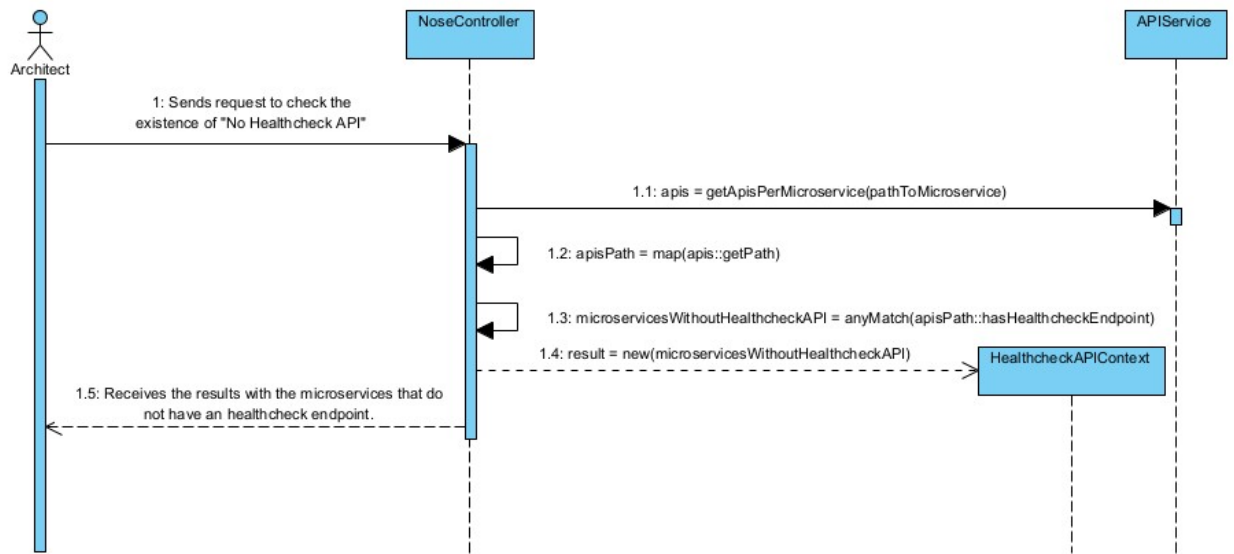 NoseController
APIService
Architect
1: Sends request to check the
existence of "No Healthcheck API"
1.1: apis = getApisPerMicroservice(pathToMicroservice)
1.2: apisPath = map(apis::getPath)
1.3: microservicesWithoutHealthcheckAPI = anyMatch(apisPath::hasHealthcheckEndpoint)
1.4: result = new(microservicesWithoutHealthcheckAPI)
HealthcheckAPIContext
1.5: Receives the results with the microservices that do
not have an healthcheck endpoint.